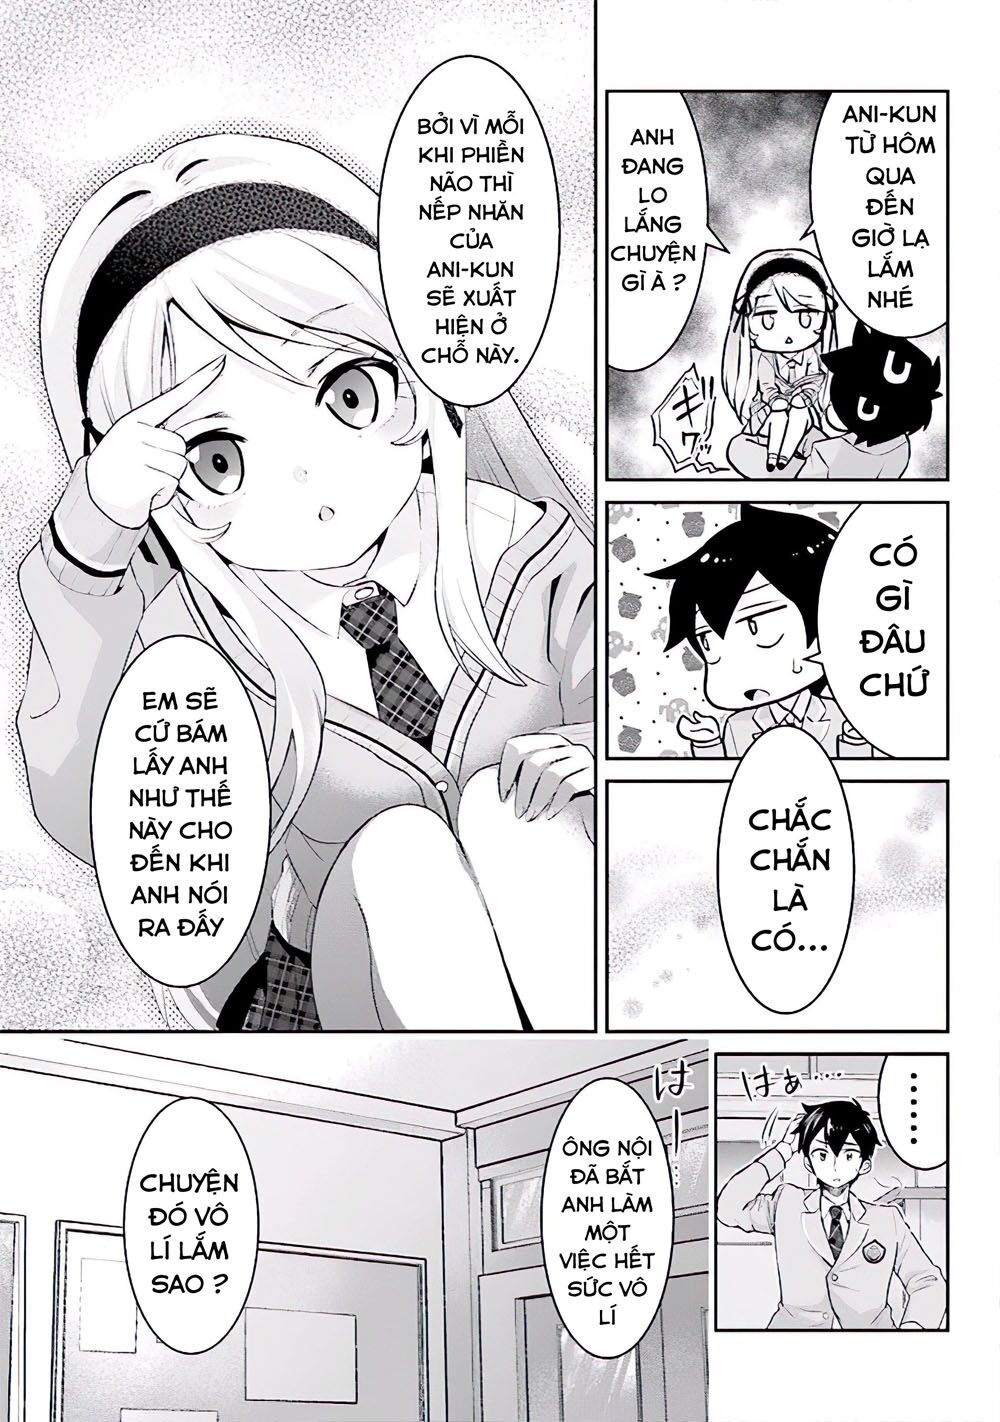 ANI-KUN
TỪ HÔM
QUA
ĐẾN
GIỜ LẠ
LẮM
NHÉ
ANH
ĐANG
LO
LẮNG
CHUYỆN
GÌ À ?
ギクッ
CÓ
GÌ
ĐÂU
CHỨ
CHẮC
CHẮN
LÀ
CÓ...
BỞI VÌ MỖI
KHI PHIỀN
NÃO THÌ
NẾP NHĂN
CỦA
ANI-KUN
SẼ XUẤT
HIỆN Ở
CHỖ NÀY.
EM SẼ
CỨ BÁM
LẤY ANH
NHƯ THẾ
NÀY CHO
ĐẾN KHI
ANH NÓI
RA ĐẤY
......
はぁ...
は
ÔNG NỘI
ĐÃ BẮT
ANH LÀM
MỘT
VIỆC HẾT
SỨC VÔ
LÍ
CHUYỆN
ĐÓ VÔ
LÍ LẮM
SAO ?